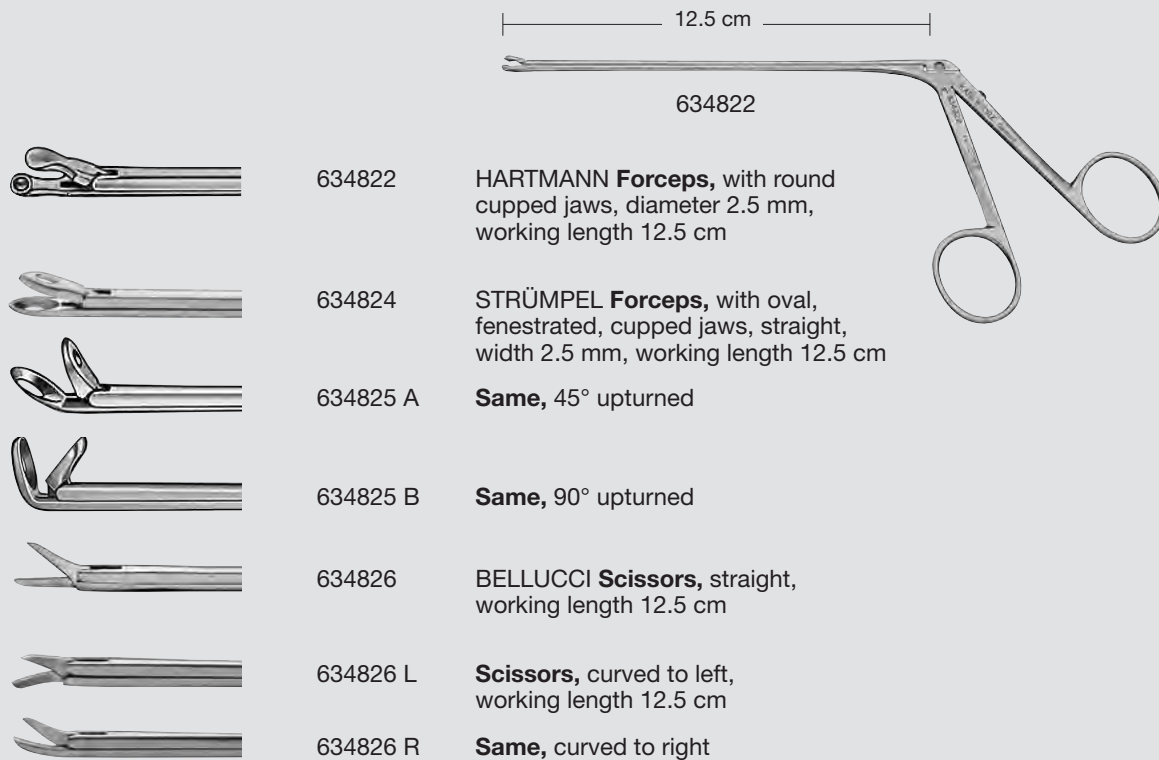 12.5 cm
634822
634822 HARTMANN Forceps, with round
cupped jaws, diameter 2.5 mm,
working length 12.5 cm
634824 STRÜMPEL Forceps, with oval,
fenestrated, cupped jaws, straight,
width 2.5 mm, working length 12.5 cm
634825 A Same, 45° upturned
634825 B Same, 90° upturned
634826 BELLUCCI Scissors, straight,
working length 12.5 cm
634826 L Scissors, curved to left,
working length 12.5 cm
634826 R Same, curved to right